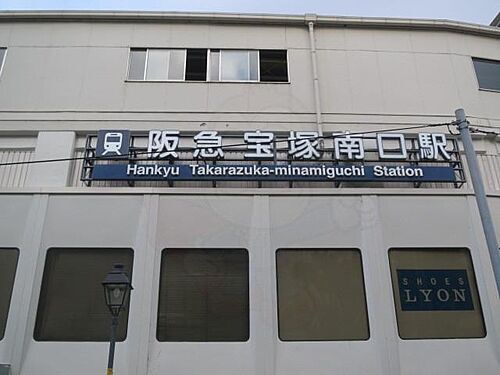 阪急宝塚南口駅
Hankyu Takarazuka-minamiguchi Station
SHOES
LYON